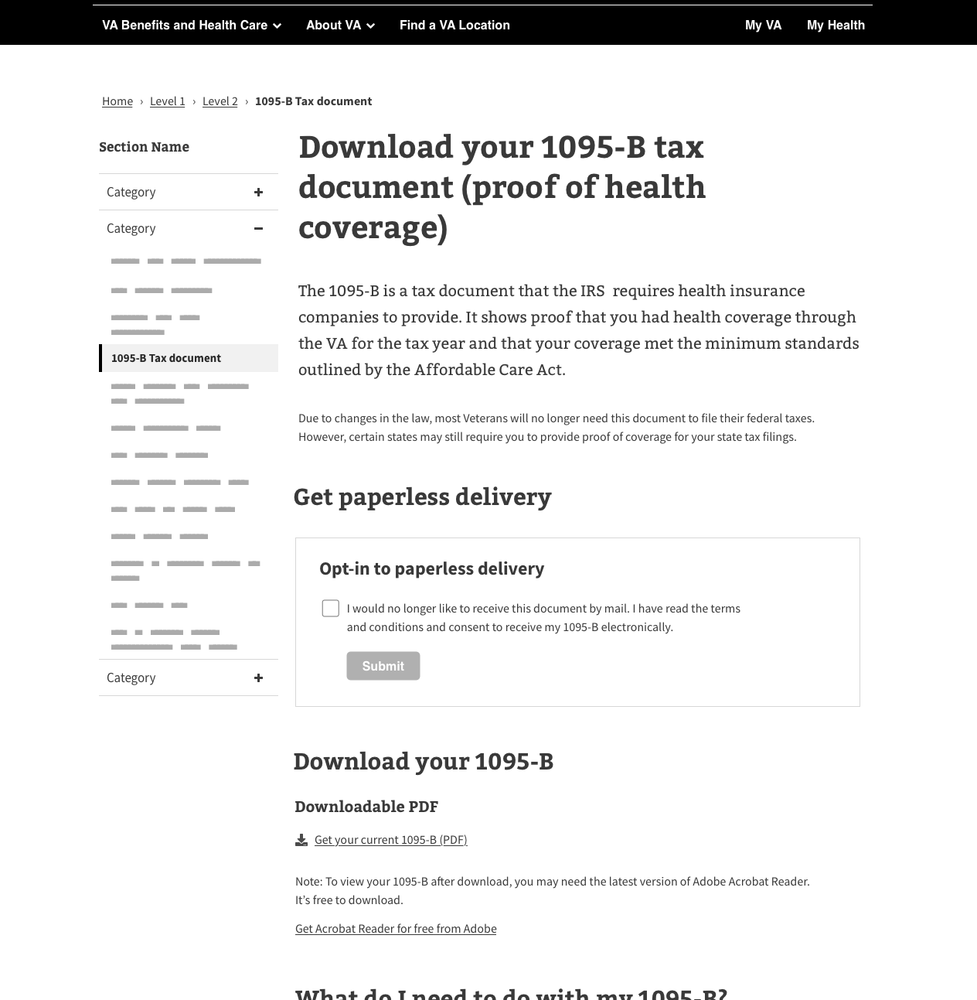 VA Benefits and Health Care About VA Find a VA Location My VA My Health
Home › Level 1 › Level 2 › 1095-B Tax document
Section Name
Category
Category
1095-B Tax document
Category
Download your 1095-B tax
document (proof of health
coverage)
The 1095-B is a tax document that the IRS  requires health insurance
companies to provide. It shows proof that you had health coverage through
the VA for the tax year and that your coverage met the minimum standards
outlined by the Affordable Care Act.
Due to changes in the law, most Veterans will no longer need this document to file their federal taxes.
However, certain states may still require you to provide proof of coverage for your state tax filings.
Get paperless delivery
Opt-in to paperless delivery
I would no longer like to receive this document by mail. I have read the terms
and conditions and consent to receive my 1095-B electronically.
Submit
Download your 1095-B
Downloadable PDF
Get your current 1095-B (PDF)
Note: To view your 1095-B after download, you may need the latest version of Adobe Acrobat Reader.
It’s free to download.
Get Acrobat Reader for free from Adobe
What do I need to do with my 1095-B?